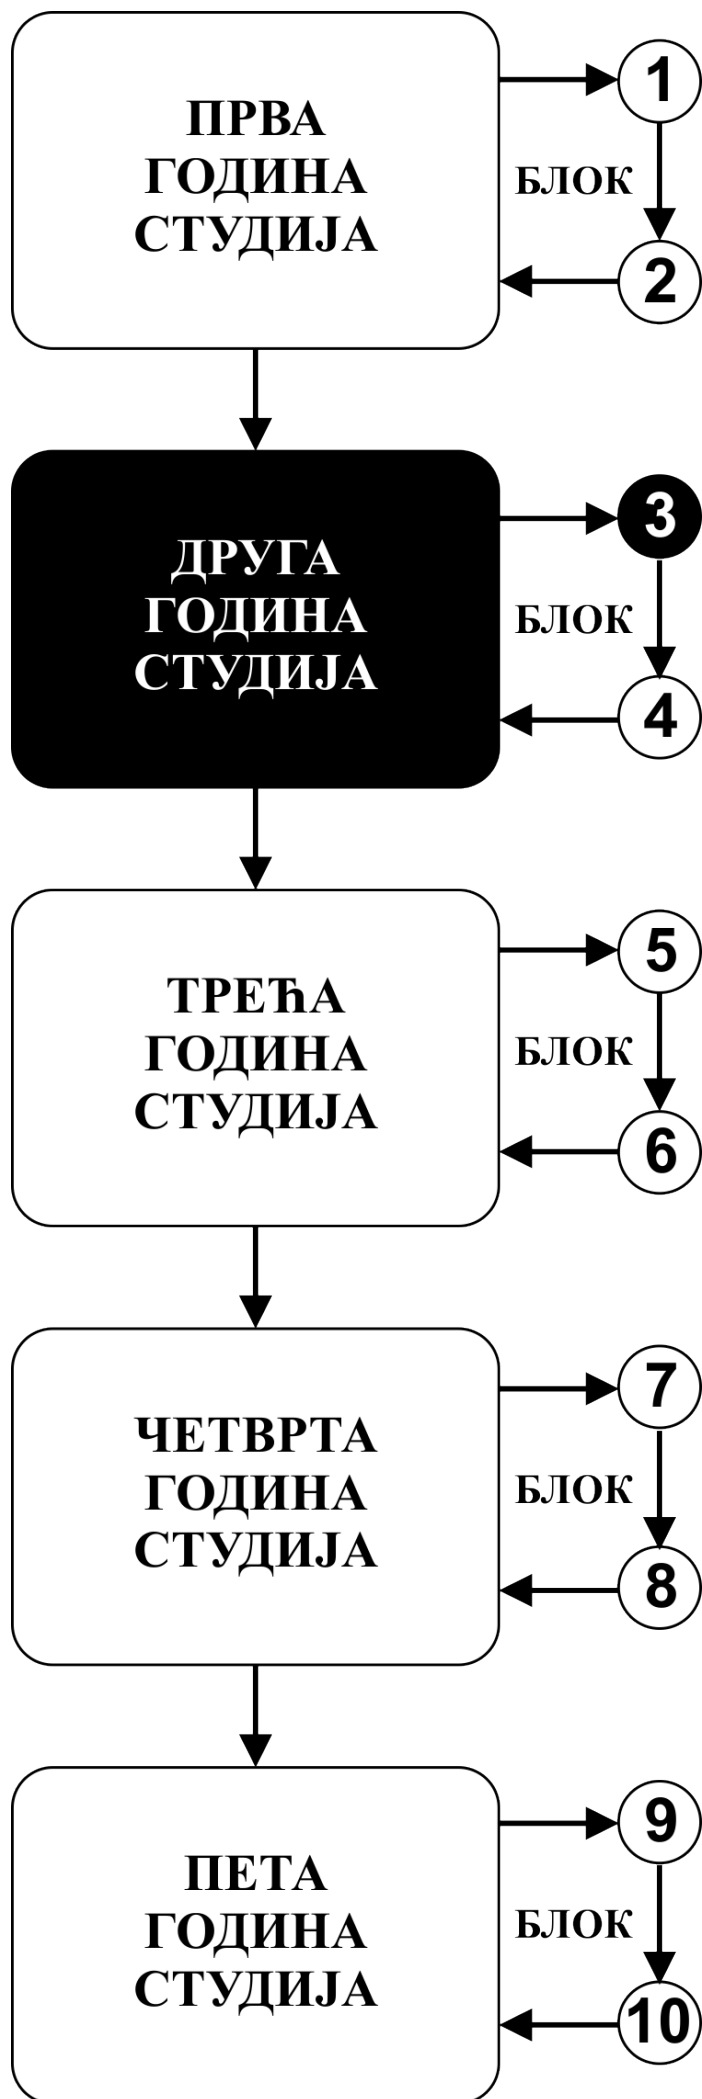 ПРВА
ГОДИНА
СТУДИЈА
1
БЛОК
2
ДРУГА
ГОДИНА
СТУДИЈА
3
БЛОК
4
ТРЕЋА
ГОДИНА
СТУДИЈА
5
БЛОК
6
ЧЕТВРТА
ГОДИНА
СТУДИЈА
7
БЛОК
8
ПЕТА
ГОДИНА
СТУДИЈА
9
БЛОК
10